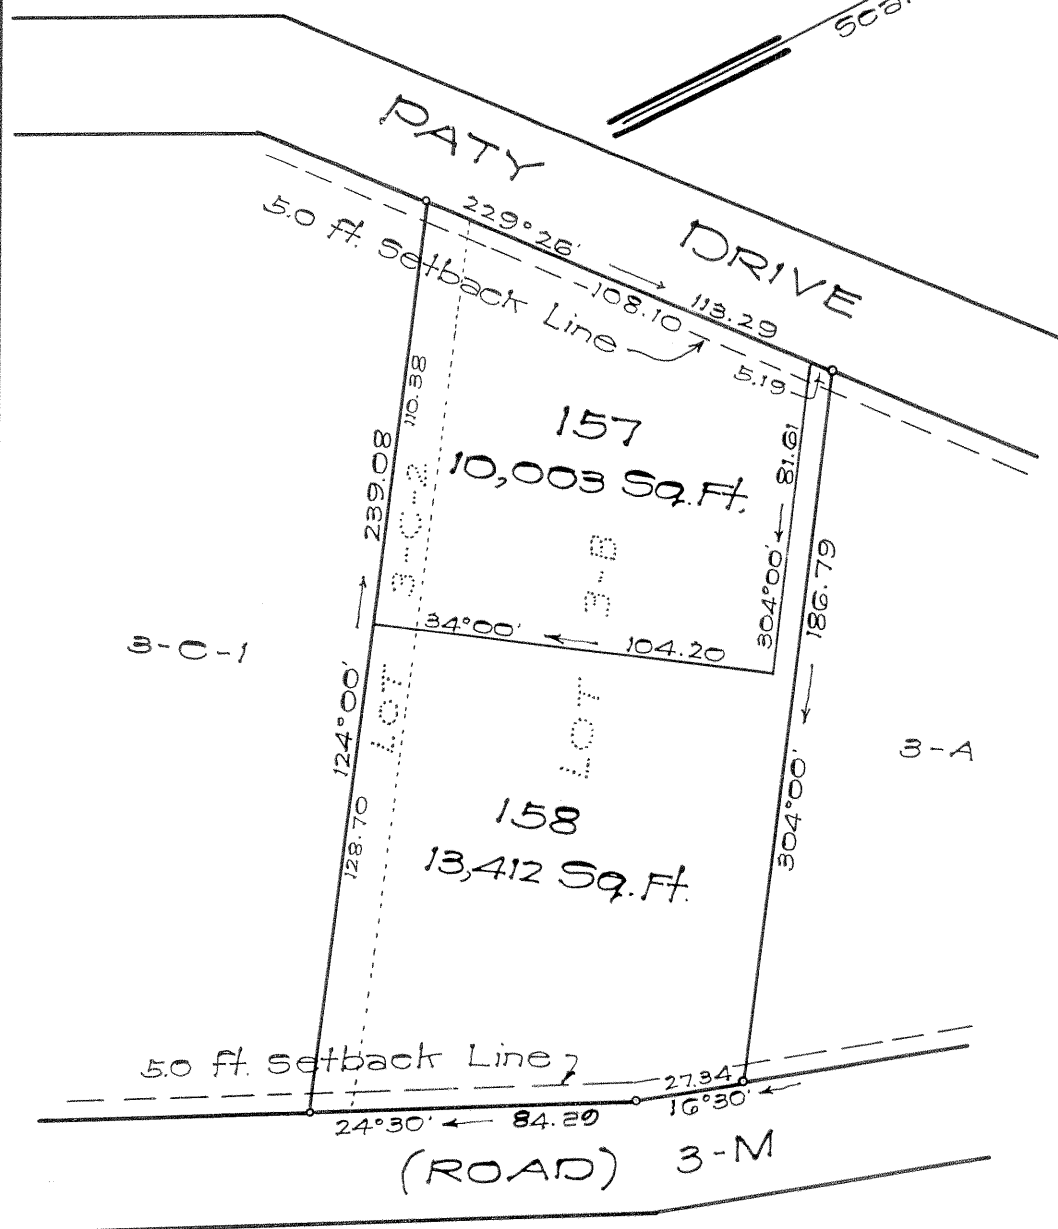 PATY DRIVE
5.0 ft. Setback Line
229°26'
108.10
113.29
5.19
157
10,003 Sq.Ft.
110.38
239.08
LOT 3-C-2
LOT 3-B
81.61
304°00'
186.79
34°00'
104.20
3-C-1
124°00'
128.70
3-A
304°00'
158
13,412 Sq.Ft.
5.0 ft. Setback Line
27.34
16°30'
24°30'
84.29
(ROAD) 3-M